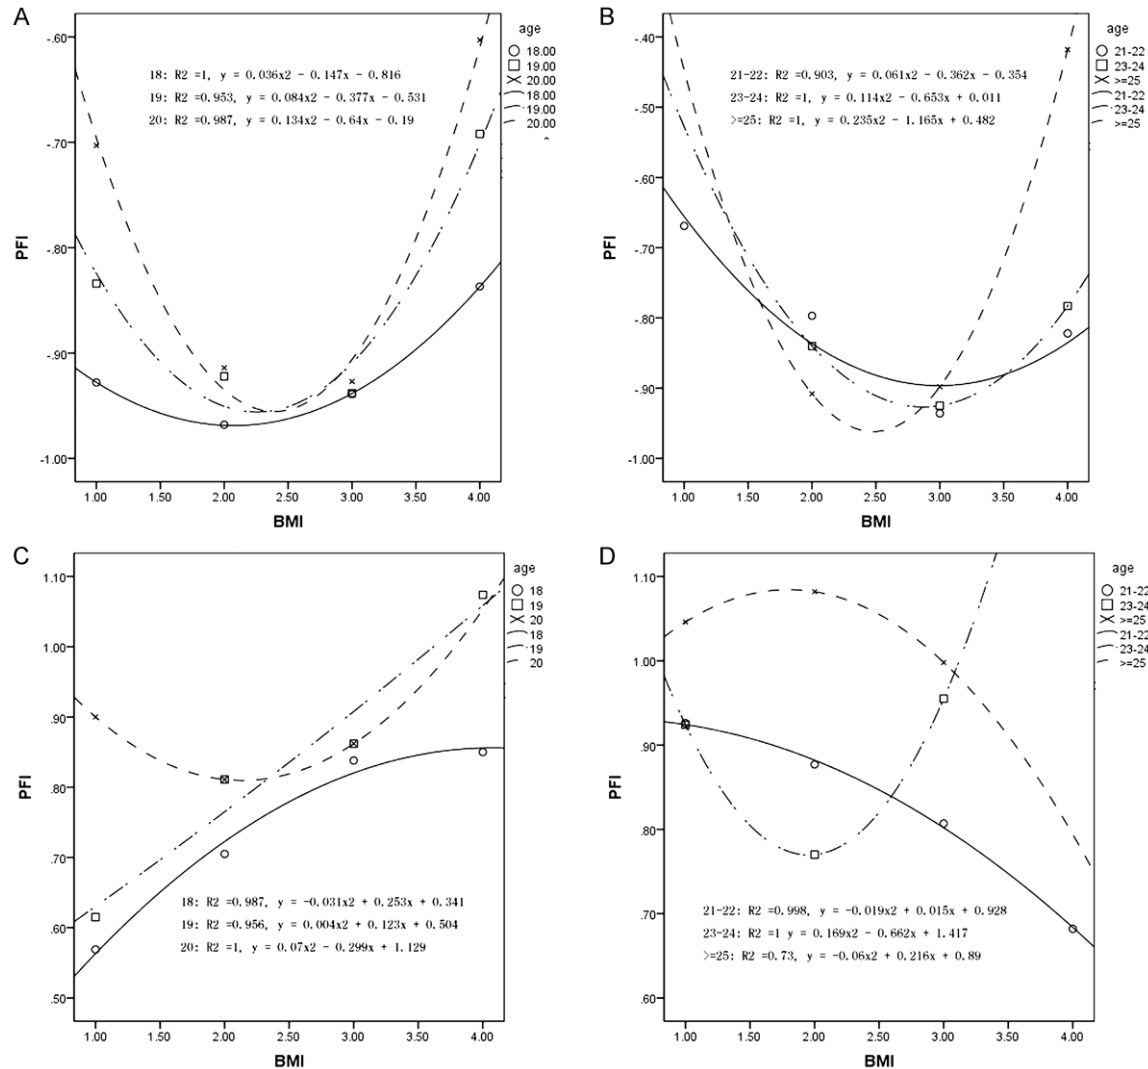 A
-.60
-.70
-.80
-.90
-1.00
PFI
1.00
1.50
2.00
2.50
3.00
3.50
4.00
BMI
18: R2 =1, y = 0.036x2 - 0.147x - 0.816
19: R2 =0.953, y = 0.084x2 - 0.377x - 0.531
20: R2 =0.987, y = 0.134x2 - 0.64x - 0.19
age
18.00
19.00
20.00
18.00
19.00
20.00
B
-.40
-.50
-.60
-.70
-.80
-.90
-1.00
PFI
1.00
1.50
2.00
2.50
3.00
3.50
4.00
BMI
21-22: R2 =0.903, y = 0.061x2 - 0.362x - 0.354
23-24: R2 =1, y = 0.114x2 - 0.653x + 0.011
>=25: R2 =1, y = 0.235x2 - 1.165x + 0.482
age
21-22
23-24
>=25
21-22
23-24
>=25
C
1.10
1.00
.90
.80
.70
.60
.50
PFI
1.00
1.50
2.00
2.50
3.00
3.50
4.00
BMI
18: R2 =0.987, y = -0.031x2 + 0.253x + 0.341
19: R2 =0.956, y = 0.004x2 + 0.123x + 0.504
20: R2 =1, y = 0.07x2 - 0.299x + 1.129
age
18
19
20
18
19
20
D
1.10
1.00
.90
.80
.70
.60
PFI
1.00
1.50
2.00
2.50
3.00
3.50
4.00
BMI
21-22: R2 =0.998, y = -0.019x2 + 0.015x + 0.928
23-24: R2 =1 y = 0.169x2 - 0.662x + 1.417
>=25: R2 =0.73, y = -0.06x2 + 0.216x + 0.89
age
21-22
23-24
>=25
21-22
23-24
>=25